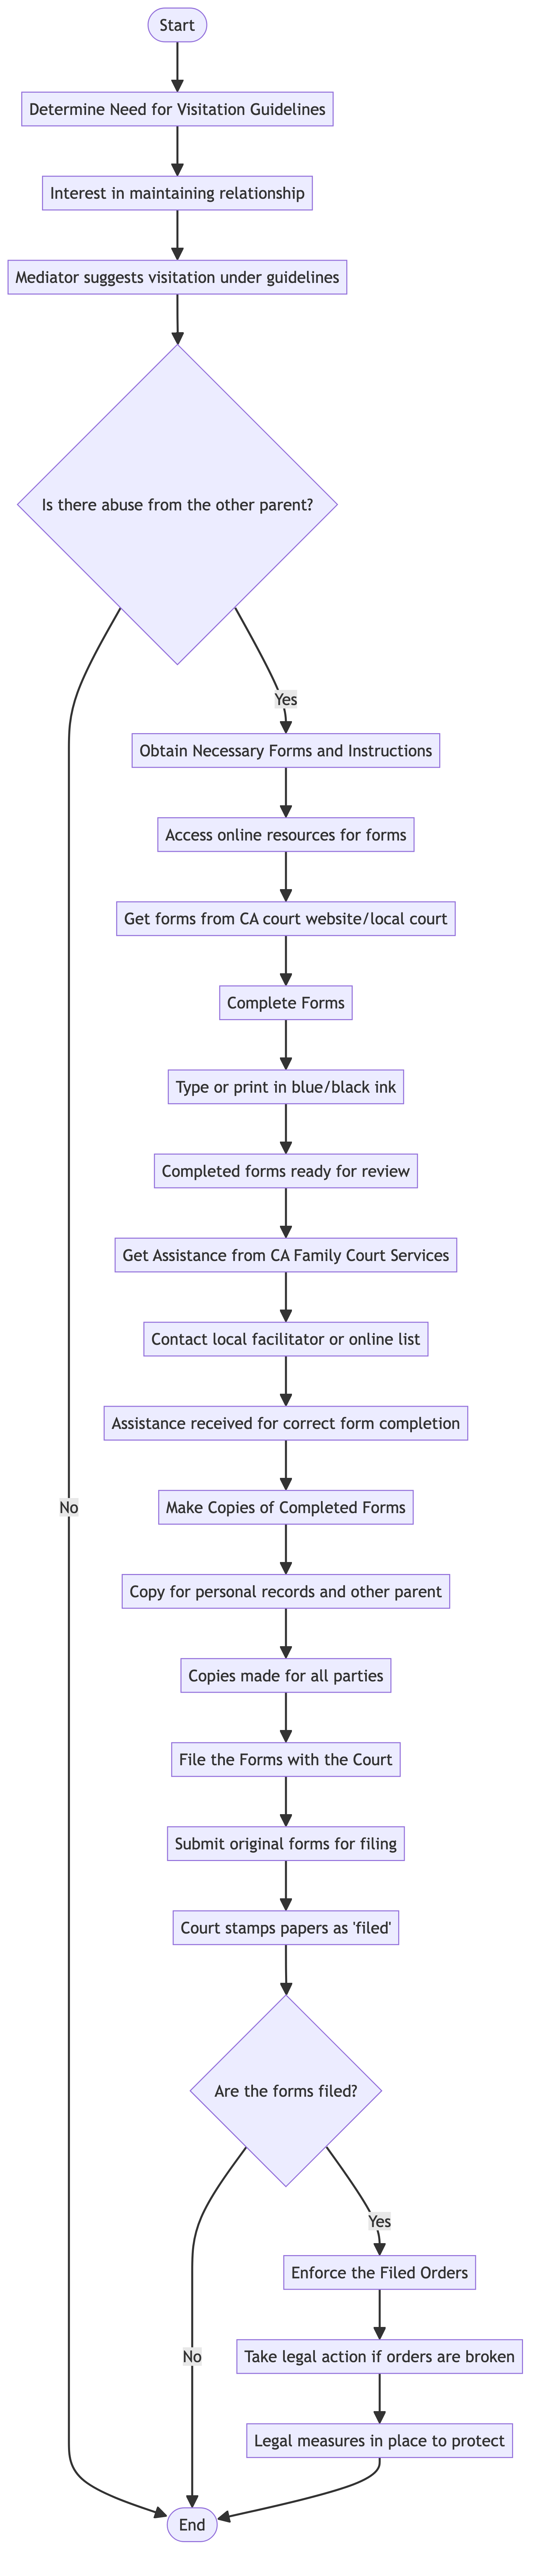 Start
Determine Need for Visitation Guidelines
Interest in maintaining relationship
Mediator suggests visitation under guidelines
Is there abuse from the other parent?
Yes
Obtain Necessary Forms and Instructions
Access online resources for forms
Get forms from CA court website/local court
Complete Forms
Type or print in blue/black ink
Completed forms ready for review
Get Assistance from CA Family Court Services
Contact local facilitator or online list
Assistance received for correct form completion
No
Make Copies of Completed Forms
Copy for personal records and other parent
Copies made for all parties
File the Forms with the Court
Submit original forms for filing
Court stamps papers as 'filed'
Are the forms filed?
Yes
Enforce the Filed Orders
No
Take legal action if orders are broken
Legal measures in place to protect
End